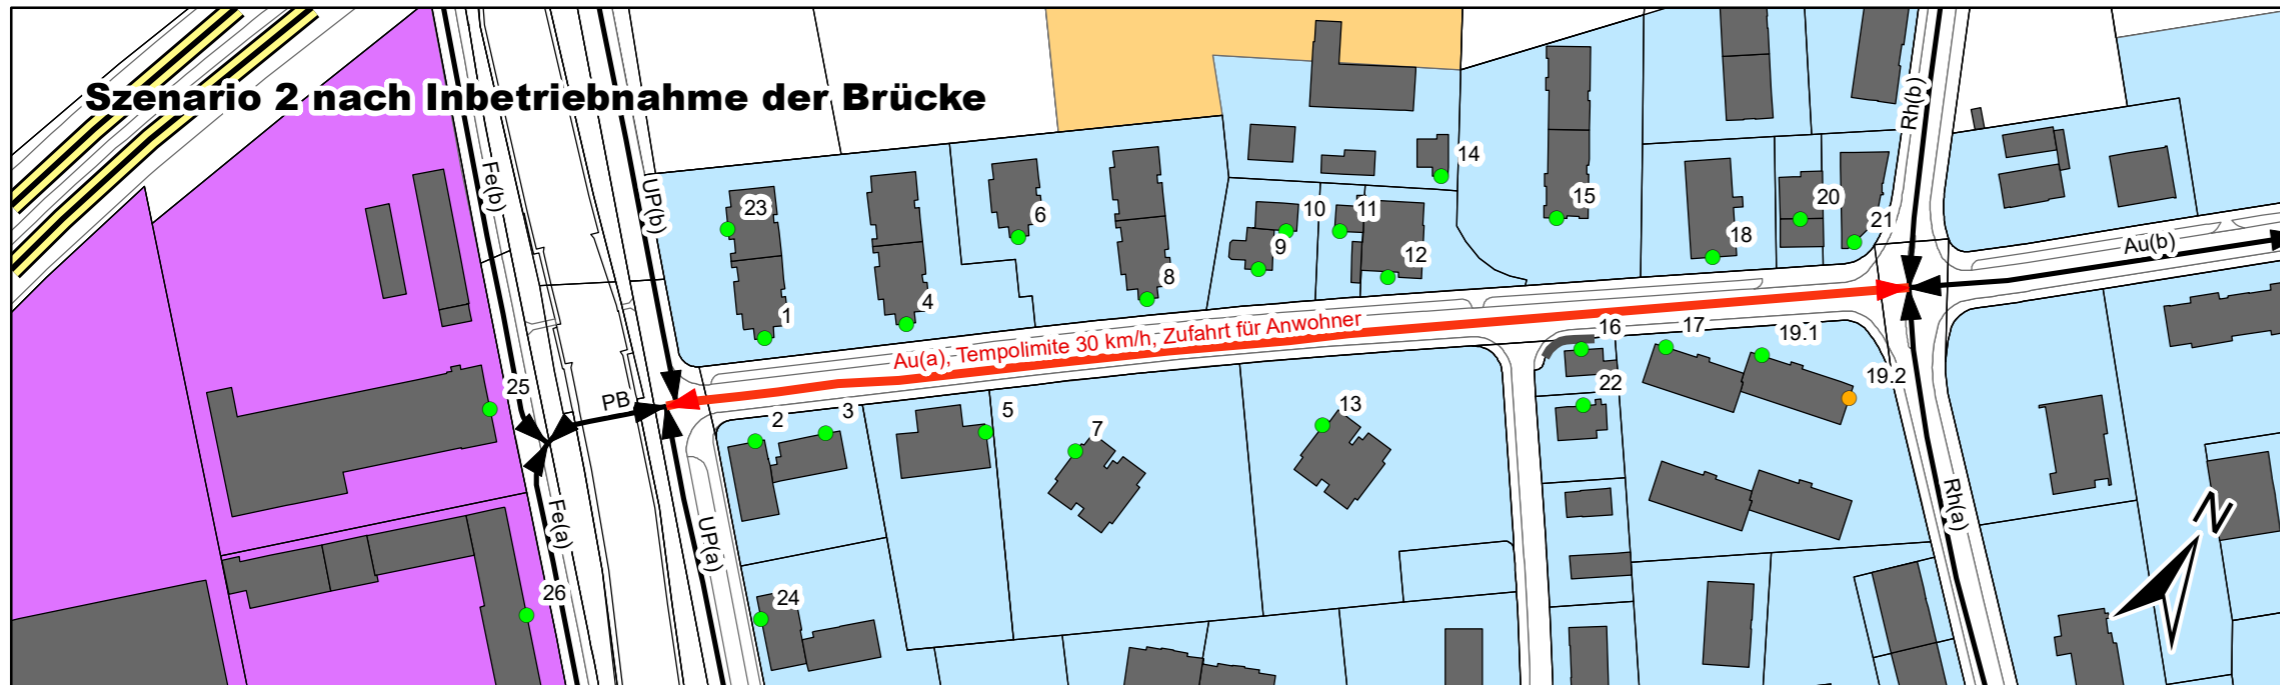 Szenario 2 nach Inbetriebnahme der Brücke
Fe(b)
UP(b)
Rh(b)
23
6
14
10
11
15
20
21
18
9
12
8
Au(b)
1
4
Au(a), Tempolimite 30 km/h, Zufahrt für Anwohner
16
17
19.1
25
PB
2
3
5
7
13
22
19.2
Fe(a)
UP(a)
Rh(a)
N
26
24